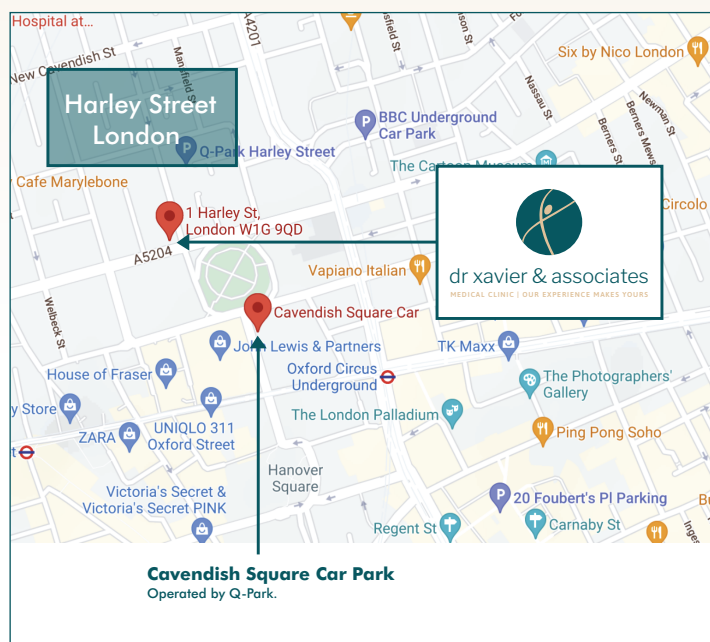 Hospital at...
A4201
New Cavendish St
Mansfield St
Six by Nico London
Harley Street
London
BBC Underground
Car Park
Nassau St
Newman St
Berners St
Berners Mews
Q-Park Harley Street
The Cartoon Museum
Cafe Marylebone
Circolo
1 Harley St,
London W1G 9QD
A5204
dr xavier & associates
MEDICAL CLINIC | OUR EXPERIENCE MAKES YOURS
Vapiano Italian
Welbeck St
Cavendish Square Car
John Lewis & Partners
TK Maxx
House of Fraser
Oxford Circus
Underground
The Photographers'
Gallery
y Store
The London Palladium
ZARA
UNIQLO 311
Oxford Street
Ping Pong Soho
t
Hanover
Square
Victoria's Secret &
Victoria's Secret PINK
20 Foubert's Pl Parking
Regent St
Carnaby St
Cavendish Square Car Park
Operated by Q-Park.